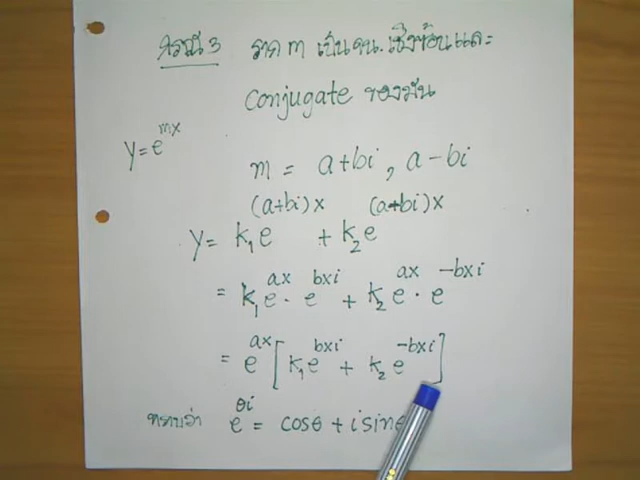 กรณี 3 ราก m เป็น จน. เชิงซ้อนและ
conjugate ของมัน
y = e^{mx}
m = a+bi , a-bi
y = k₁e^{(a+bi)x} + k₂e^{(a+bi)x}
= k₁e^{ax}·e^{bxi} + k₂e^{ax}·e^{-bxi}
= e^{ax}[k₁e^{bxi} + k₂e^{-bxi}]
ทราบว่า e^{θi} = cosθ + i sinθ